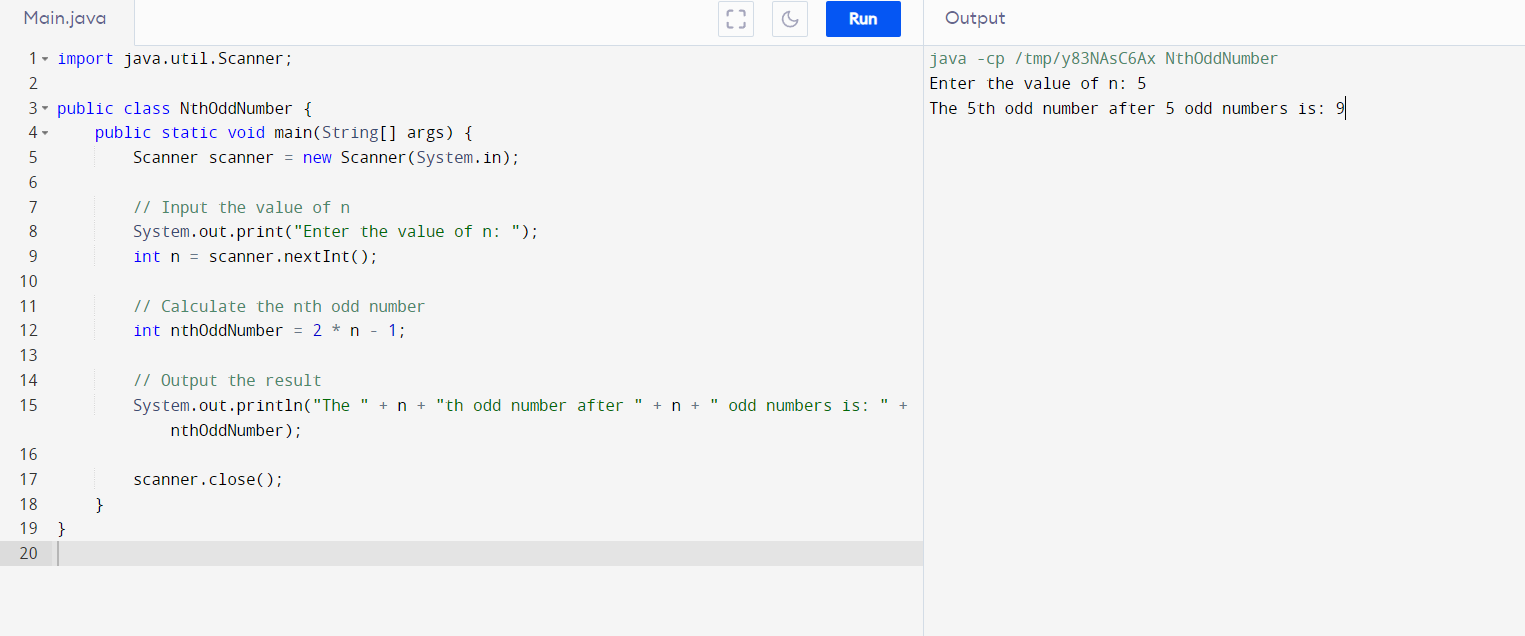 Main.java
Run
Output
1 import java.util.Scanner;
2
3 public class NthOddNumber {
4     public static void main(String[] args) {
5         Scanner scanner = new Scanner(System.in);
6
7         // Input the value of n
8         System.out.print("Enter the value of n: ");
9         int n = scanner.nextInt();
10
11         // Calculate the nth odd number
12         int nthOddNumber = 2 * n - 1;
13
14         // Output the result
15         System.out.println("The " + n + "th odd number after " + n + " odd numbers is: " +
            nthOddNumber);
16
17         scanner.close();
18     }
19 }
20
java -cp /tmp/y83NAsC6Ax NthOddNumber
Enter the value of n: 5
The 5th odd number after 5 odd numbers is: 9